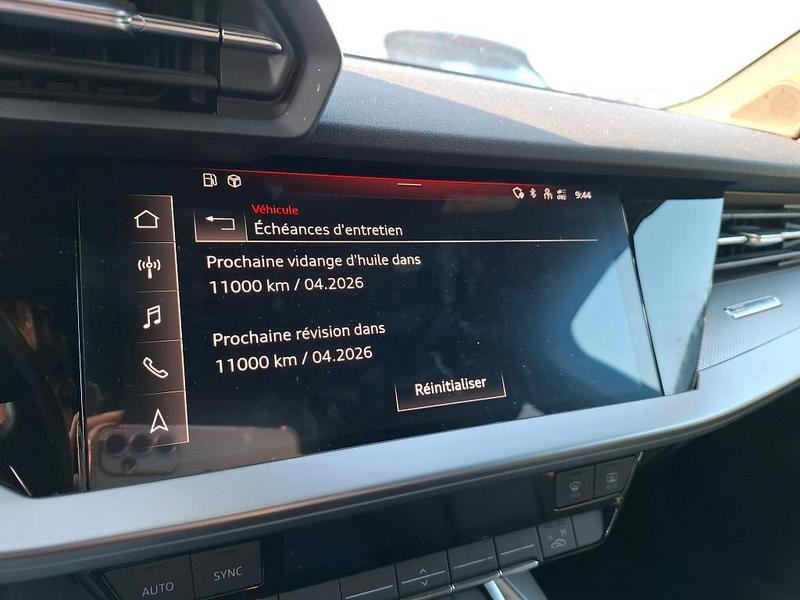 9:44
Véhicule
Échéances d'entretien
Prochaine vidange d'huile dans
11000 km / 04.2026
Prochaine révision dans
11000 km / 04.2026
Réinitialiser
AUTO
SYNC